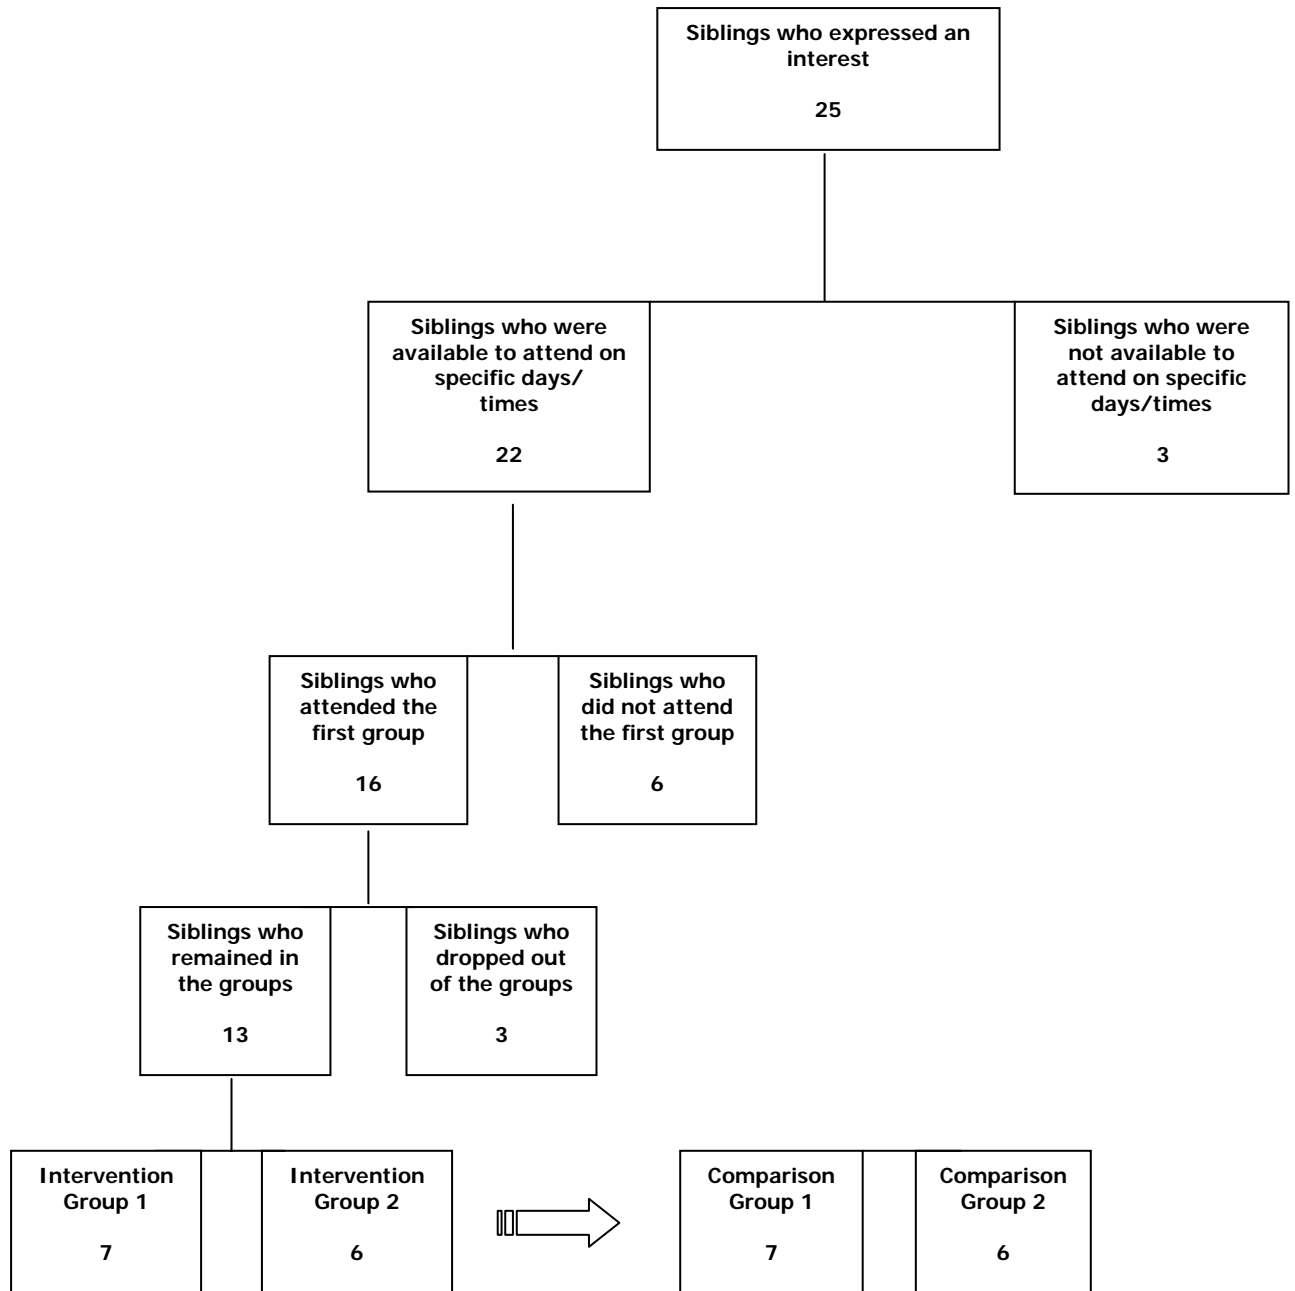 Siblings who expressed an
interest
25
Siblings who were
available to attend on
specific days/
times
22
Siblings who were
not available to
attend on specific
days/times
3
Siblings who
attended the
first group
16
Siblings who
did not attend
the first group
6
Siblings who
remained in
the groups
13
Siblings who
dropped out
of the groups
3
Intervention
Group 1
7
Intervention
Group 2
6
Comparison
Group 1
7
Comparison
Group 2
6